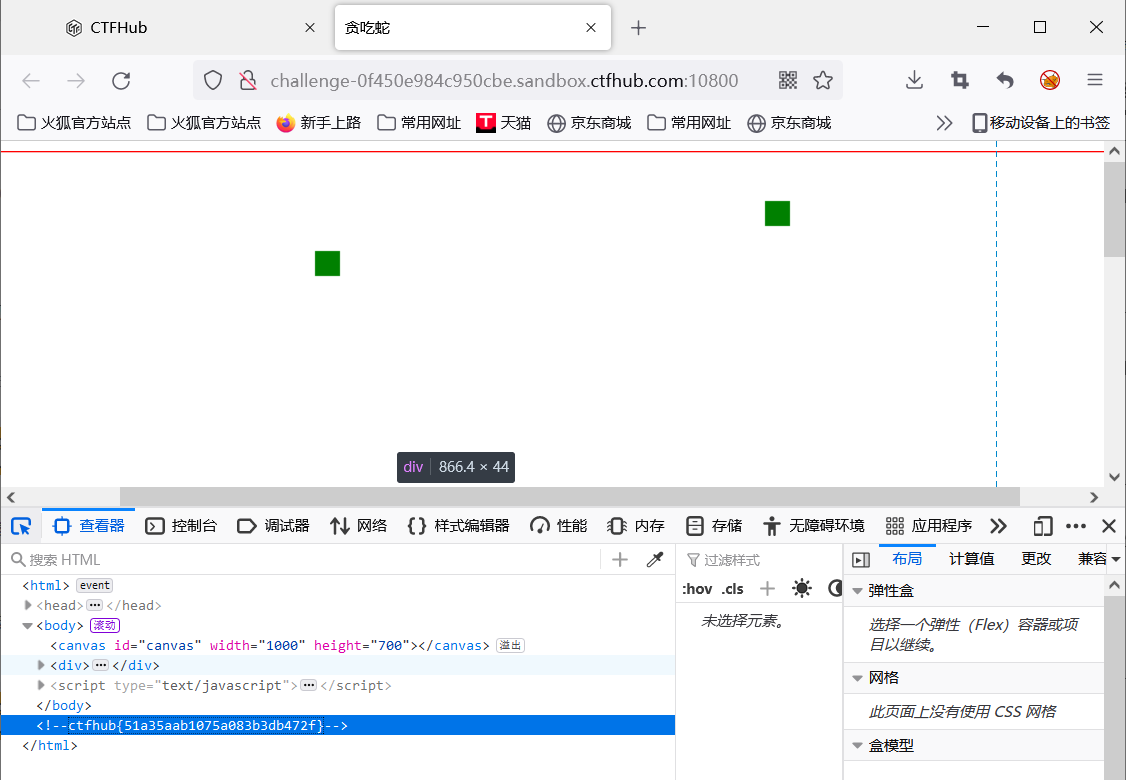 CTFHub
贪吃蛇
challenge-0f450e984c950cbe.sandbox.ctfhub.com:10800
火狐官方站点 火狐官方站点 新手上路 常用网址 天猫 京东商城 常用网址 京东商城 移动设备上的书签
div 866.4 × 44
查看器 控制台 调试器 网络 样式编辑器 性能 内存 存储 无障碍环境 应用程序
搜索 HTML
过滤样式
布局 计算值 更改 兼容
:hov .cls
<html> event
<head> ••• </head>
<body> 滚动
<canvas id="canvas" width="1000" height="700"></canvas> 溢出
<div> ••• </div>
<script type="text/javascript"> ••• </script>
</body>
<!--ctfhub{51a35aab1075a083b3db472f}-->
</html>
未选择元素。
弹性盒
选择一个弹性（Flex）容器或项
目以继续。
网格
此页面上没有使用 CSS 网格
盒模型